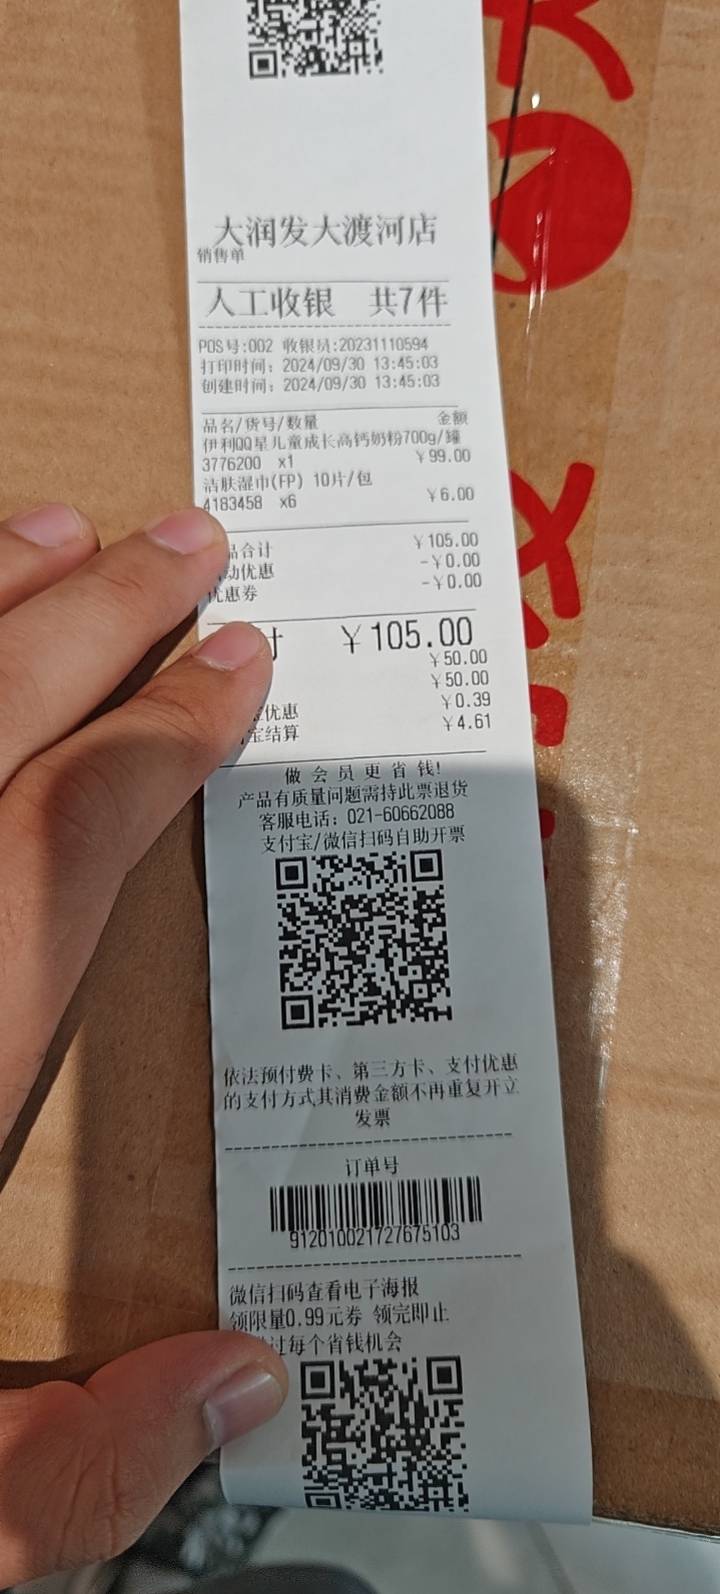 大润发大渡河店
销售单
人工收银 共7件
POS号:002 收银员:20231110594
打印时间: 2024/09/30 13:45:03
创建时间: 2024/09/30 13:45:03
品名/货号/数量 金额
伊利QQ星儿童成长高钙奶粉700g/罐
3776200 x1 ￥99.00
洁肤湿巾(FP) 10片/包
4183458 x6 ￥6.00
品合计 ￥105.00
动优惠 -￥0.00
优惠券 -￥0.00
计 ￥105.00
￥50.00
￥50.00
宝优惠 ￥0.39
宝结算 ￥4.61
做会员更省钱!
产品有质量问题需持此票退货
客服电话: 021-60662088
支付宝/微信扫码自助开票
依法预付费卡、第三方卡、支付优惠
的支付方式其消费金额不再重复开立
发票
订单号
912010021727675103
微信扫码查看电子海报
领限量0.99元券 领完即止
过每个省钱机会